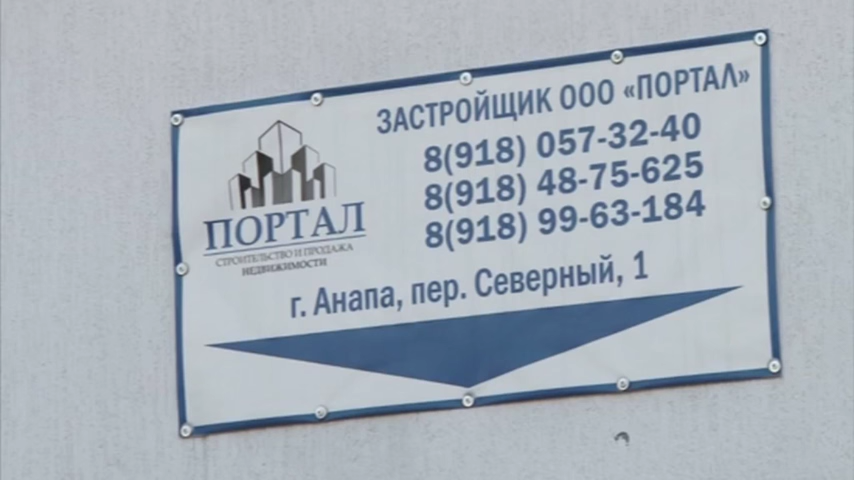 ЗАСТРОЙЩИК ООО «ПОРТАЛ»
8(918) 057-32-40
8(918) 48-75-625
8(918) 99-63-184
ПОРТАЛ
СТРОИТЕЛЬСТВО И ПРОДАЖА
НЕДВИЖИМОСТИ
г. Анапа, пер. Северный, 1